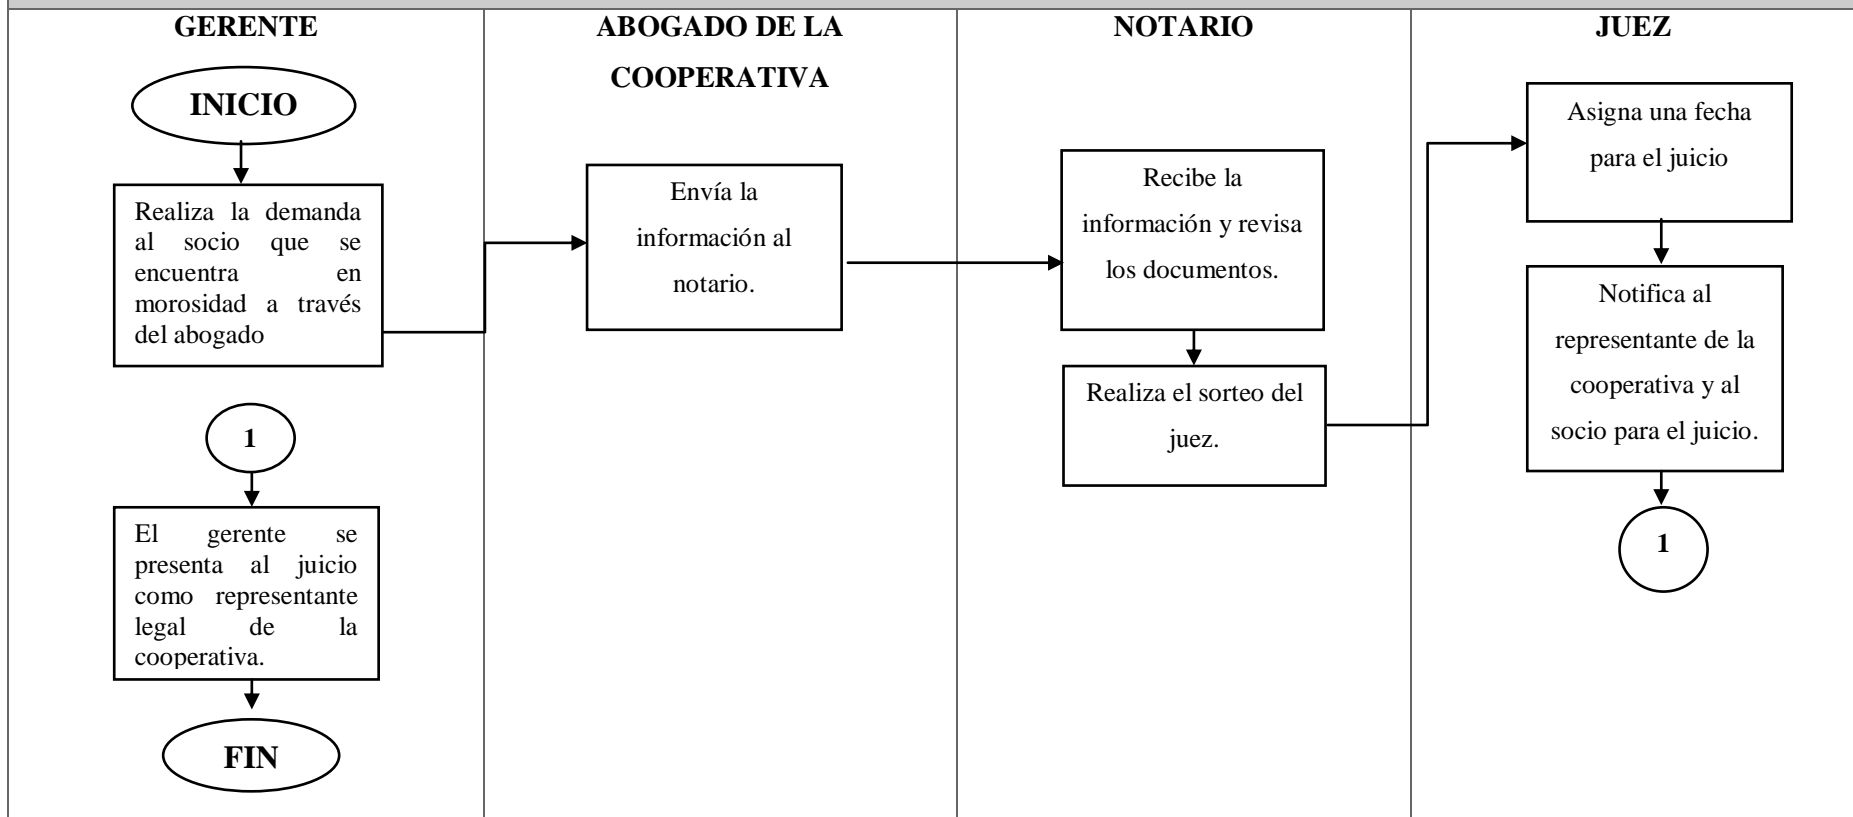 GERENTE
INICIO
Realiza la demanda
al socio que se
encuentra en
morosidad a través
del abogado
1
El gerente se
presenta al juicio
como representante
legal de la
cooperativa.
FIN
ABOGADO DE LA
COOPERATIVA
Envía la
información al
notario.
NOTARIO
Recibe la
información y revisa
los documentos.
Realiza el sorteo del
juez.
JUEZ
Asigna una fecha
para el juicio
Notifica al
representante de la
cooperativa y al
socio para el juicio.
1